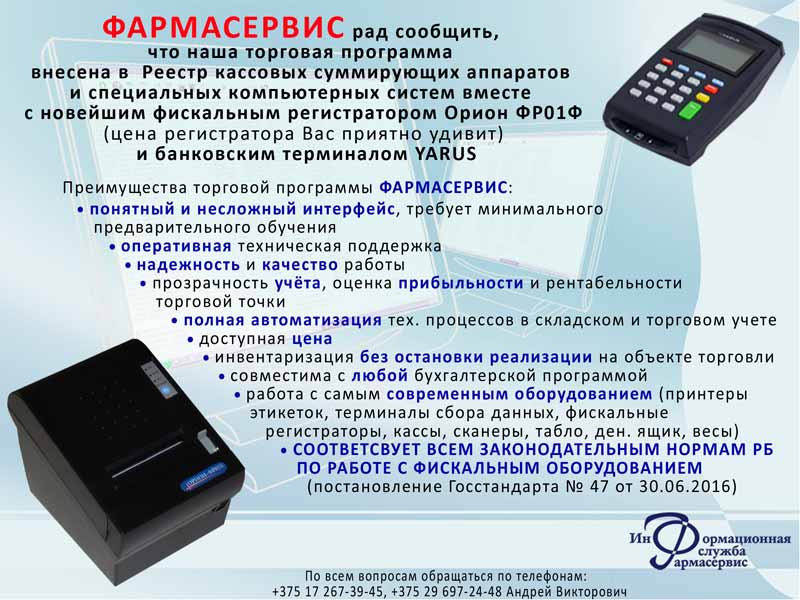 ФАРМАСЕРВИС рад сообщить,
что наша торговая программа
внесена в Реестр кассовых суммирующих аппаратов
и специальных компьютерных систем вместе
с новейшим фискальным регистратором Орион ФР01Ф
(цена регистратора Вас приятно удивит)
и банковским терминалом YARUS
Преимущества торговой программы ФАРМАСЕРВИС:
• понятный и несложный интерфейс, требует минимального
предварительного обучения
• оперативная техническая поддержка
• надежность и качество работы
• прозрачность учёта, оценка прибыльности и рентабельности
торговой точки
• полная автоматизация тех. процессов в складском и торговом учете
• доступная цена
• инвентаризация без остановки реализации на объекте торговли
• совместима с любой бухгалтерской программой
• работа с самым современным оборудованием (принтеры
этикеток, терминалы сбора данных, фискальные
регистраторы, кассы, сканеры, табло, ден. ящик, весы)
• СООТВЕТСВУЕТ ВСЕМ ЗАКОНОДАТЕЛЬНЫМ НОРМАМ РБ
ПО РАБОТЕ С ФИСКАЛЬНЫМ ОБОРУДОВАНИЕМ
(постановление Госстандарта № 47 от 30.06.2016)
ИнФормационная
служба
Фармасервис
По всем вопросам обращаться по телефонам:
+375 17 267-39-45, +375 29 697-24-48 Андрей Викторович